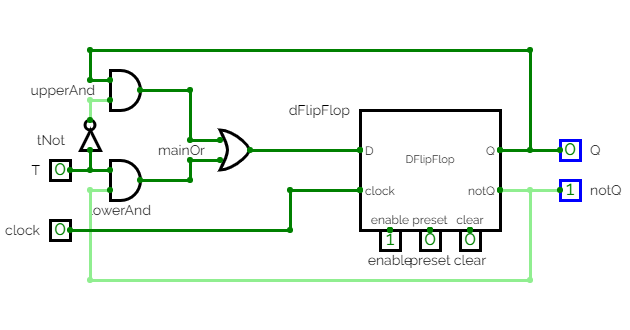 upperAnd
dFlipFlop
tNot
mainOr
D
DFlipFlop
Q
0
Q
T
0
clock
notQ
1
notQ
lowerAnd
enable preset clear
clock
0
1
0
0
enable preset clear